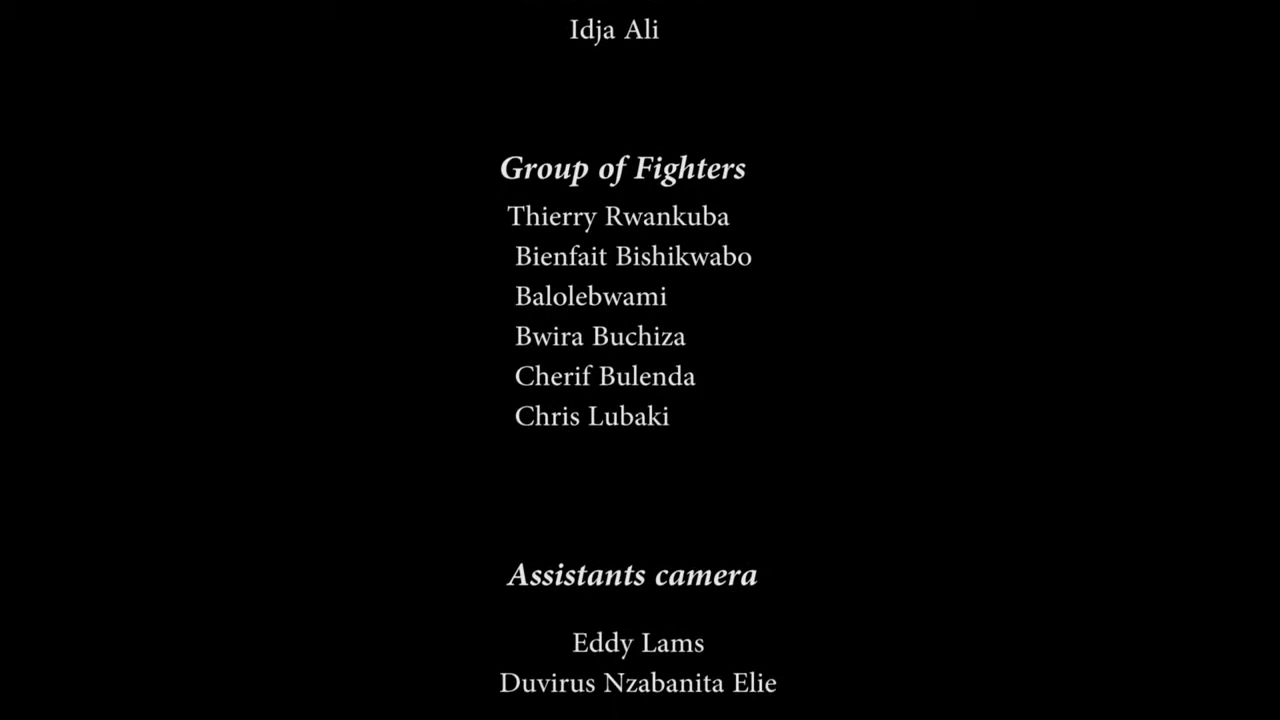 Idja Ali
Group of Fighters
Thierry Rwankuba
Bienfait Bishikwabo
Balolebwami
Bwira Buchiza
Cherif Bulenda
Chris Lubaki
Assistants camera
Eddy Lams
Duvirus Nzabanita Elie